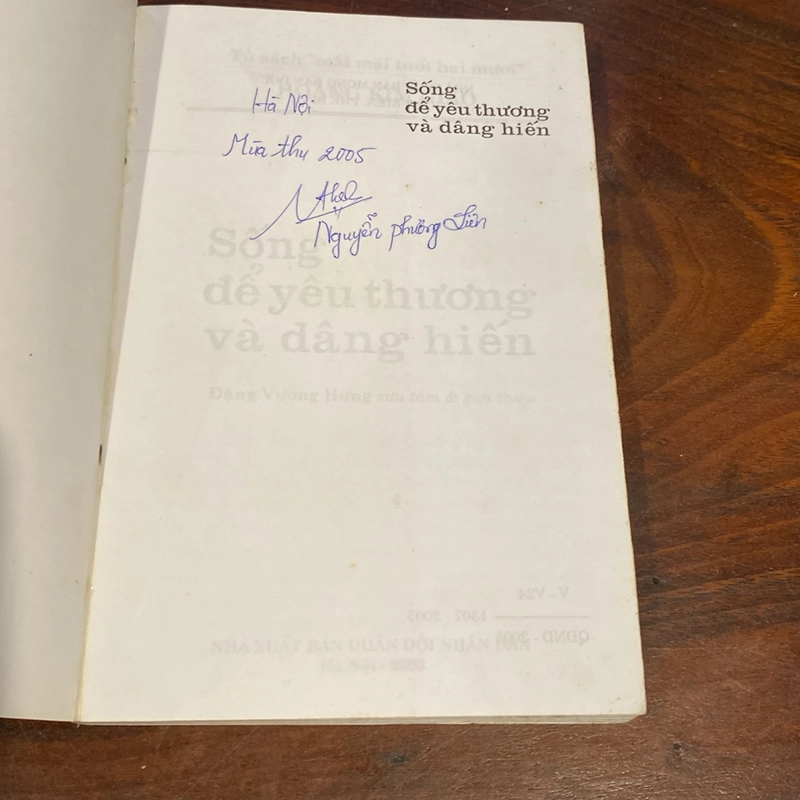 Tủ sách "mãi mãi tuổi hai mươi"
Sống
để yêu thương
và dâng hiến
Hà Nội
Mùa thu 2005
Nguyễn Phương Liên
Sống
để yêu thương
và dâng hiến
Đặng Vương Hưng sưu tầm & giới thiệu
V - V24
1307 - 2005
QĐND - 2005
NHÀ XUẤT BẢN QUÂN ĐỘI NHÂN DÂN
Hà Nội - 2005